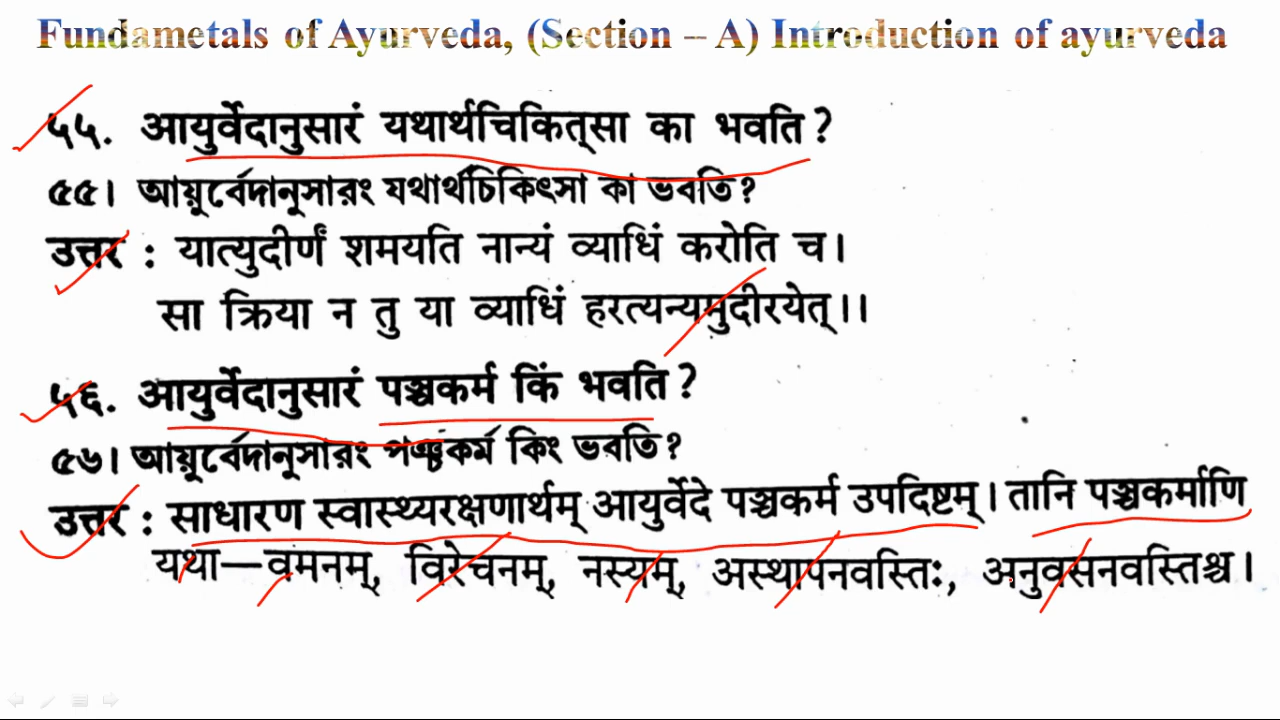 Fundametals of Ayurveda, (Section – A) Introduction of ayurveda
५५. आयुर्वेदानुसारं यथार्थचिकित्सा का भवति ?
৫৫। আয়ুর্বেদানুসারং যথার্থচিকিৎসা কা ভবতি?
उत्तर : यात्युदीर्णं शमयति नान्यं व्याधिं करोति च।
सा क्रिया न तु या व्याधिं हरत्यन्यमुदीरयेत्।।
५६. आयुर्वेदानुसारं पञ्चकर्म किं भवति ?
৫৬। আয়ুর্বেদানুসারং পঞ্চকর্ম কিং ভবতি?
उत्तर : साधारण स्वास्थ्यरक्षणार्थम् आयुर्वेदे पञ्चकर्म उपदिष्टम्। तानि पञ्चकर्माणि
यथा—वमनम्, विरेचनम्, नस्यम्, अस्थापनवस्तिः, अनुवसनवस्तिश्च।